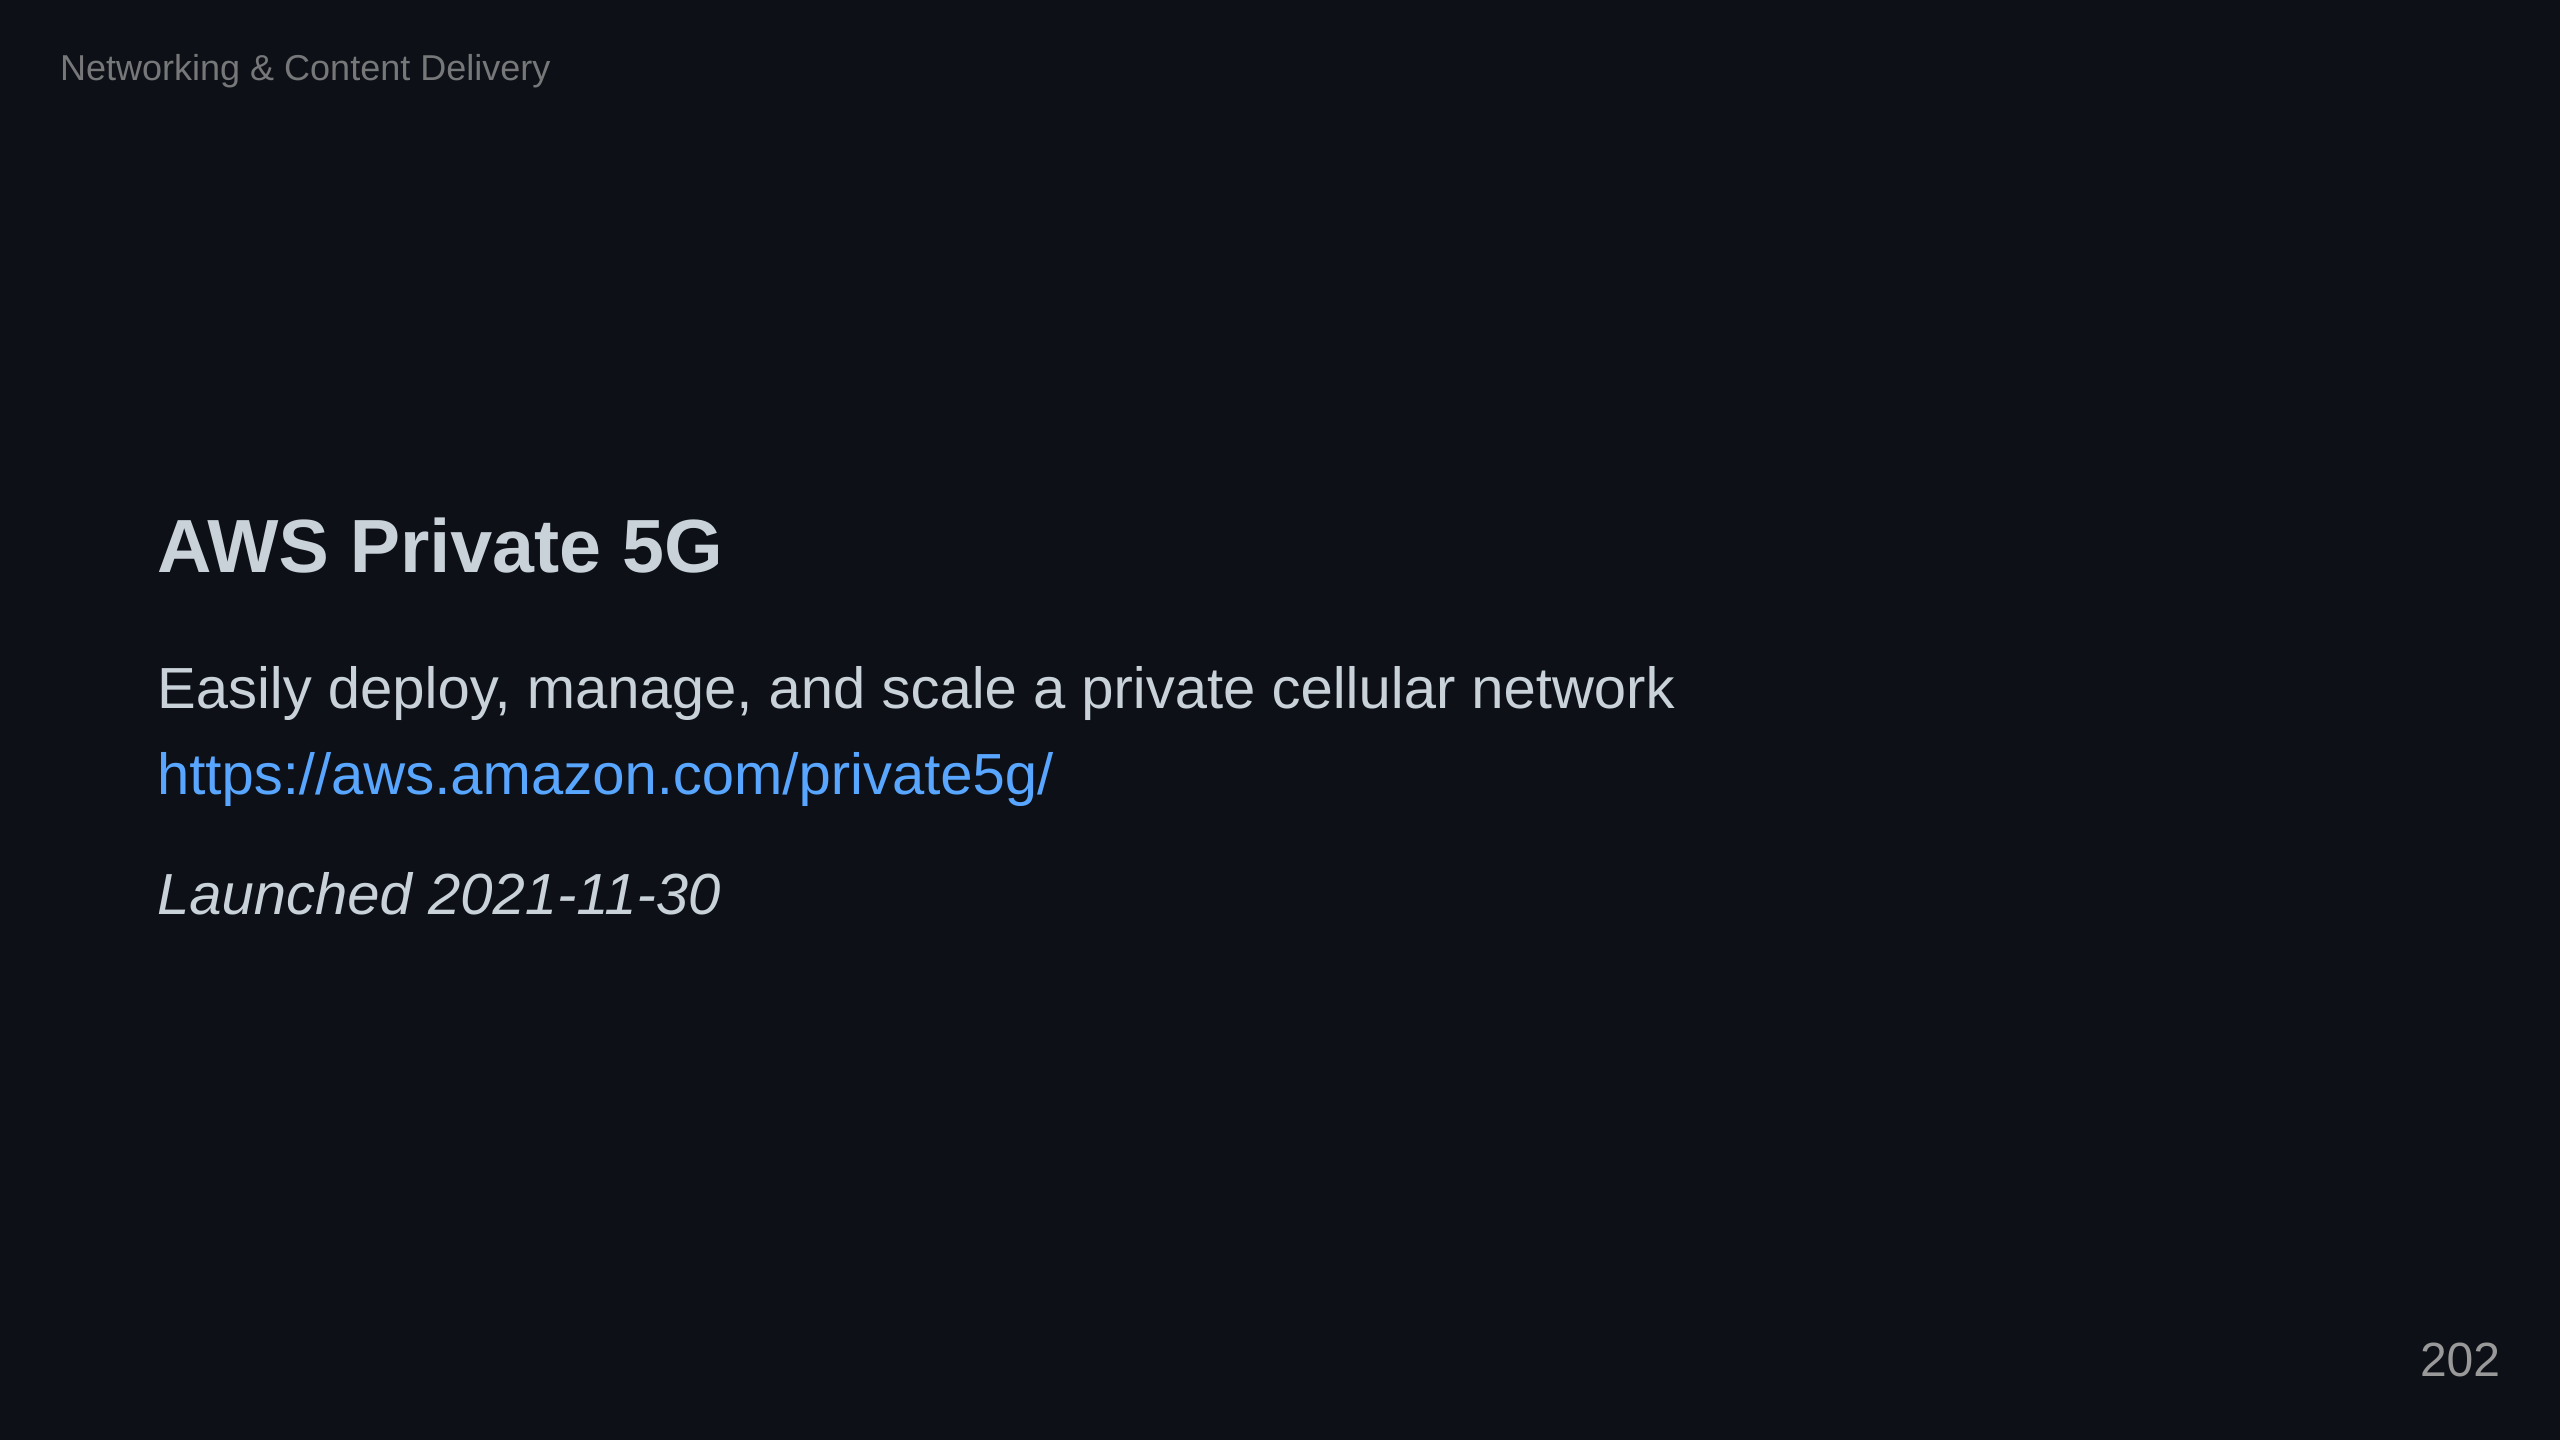 Networking & Content Delivery
AWS Private 5G
Easily deploy, manage, and scale a private cellular network
https://aws.amazon.com/private5g/
Launched 2021-11-30
202